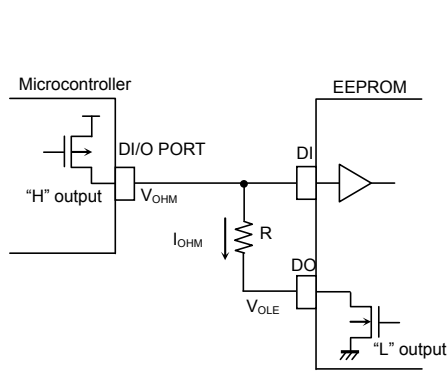 Microcontroller
EEPROM
DI/O PORT
DI
“H” output
VOHM
IOHM
R
DO
VOLE
“L” output